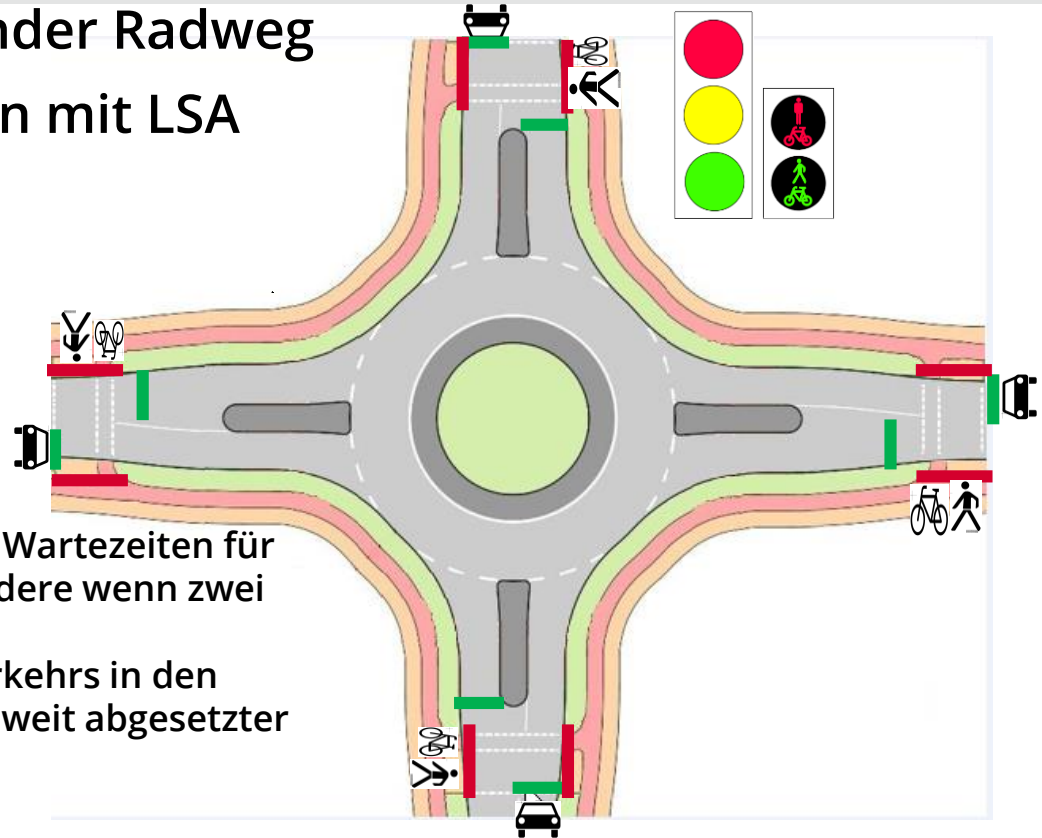 nder Radweg
n mit LSA
Wartezeiten für
dere wenn zwei
rkehrs in den
weit abgesetzter